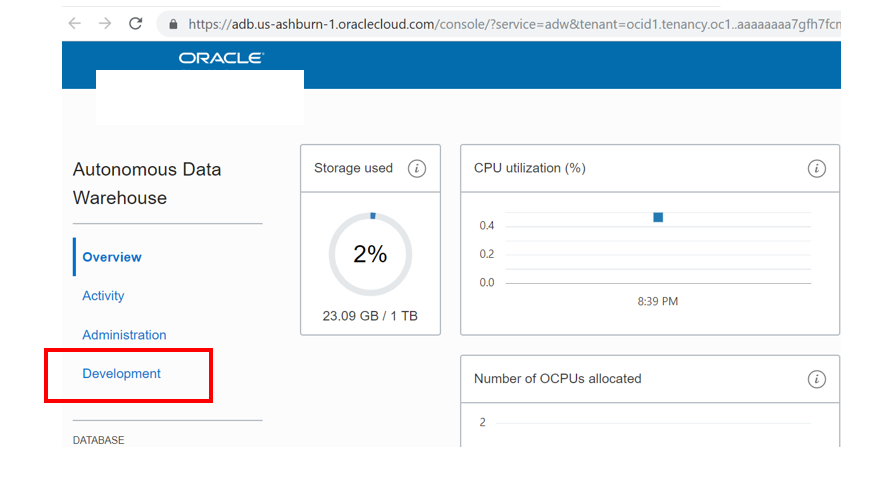 https://adb.us-ashburn-1.oraclecloud.com/console/?service=adw&tenant=ocid1.tenancy.oc1..aaaaaaaa7gfh7fcm
ORACLE
Autonomous Data
Warehouse
Overview
Activity
Administration
Development
DATABASE
Storage used
2%
23.09 GB / 1 TB
CPU utilization (%)
0.4
0.2
0.0
8:39 PM
Number of OCPUs allocated
2